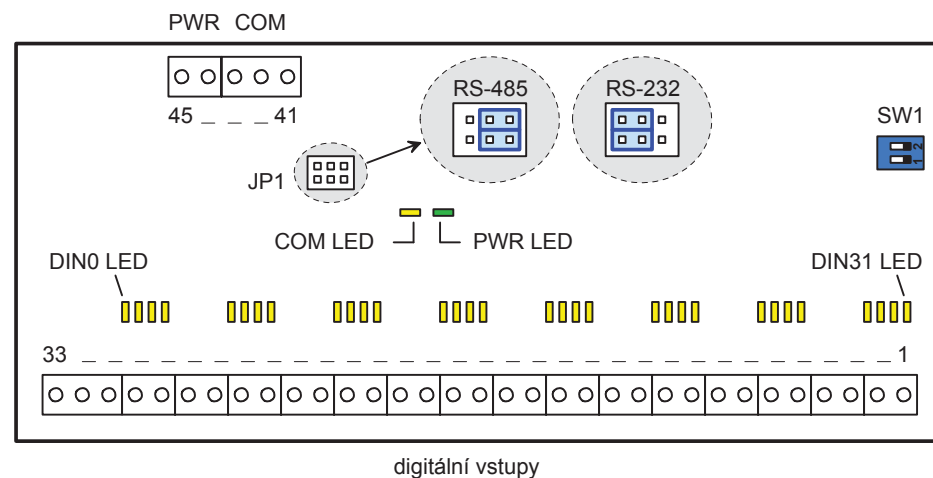 PWR COM
45 _ _ _ 41
RS-485
RS-232
SW1
2
1
JP1
COM LED
PWR LED
DIN0 LED
DIN31 LED
33 _ _ _ _ _ _ _ _ _ _ _ _ _ _ _ _ _ _ _ _ _ _ _ _ _ _ _ _ _ _ _ 1
digitální vstupy